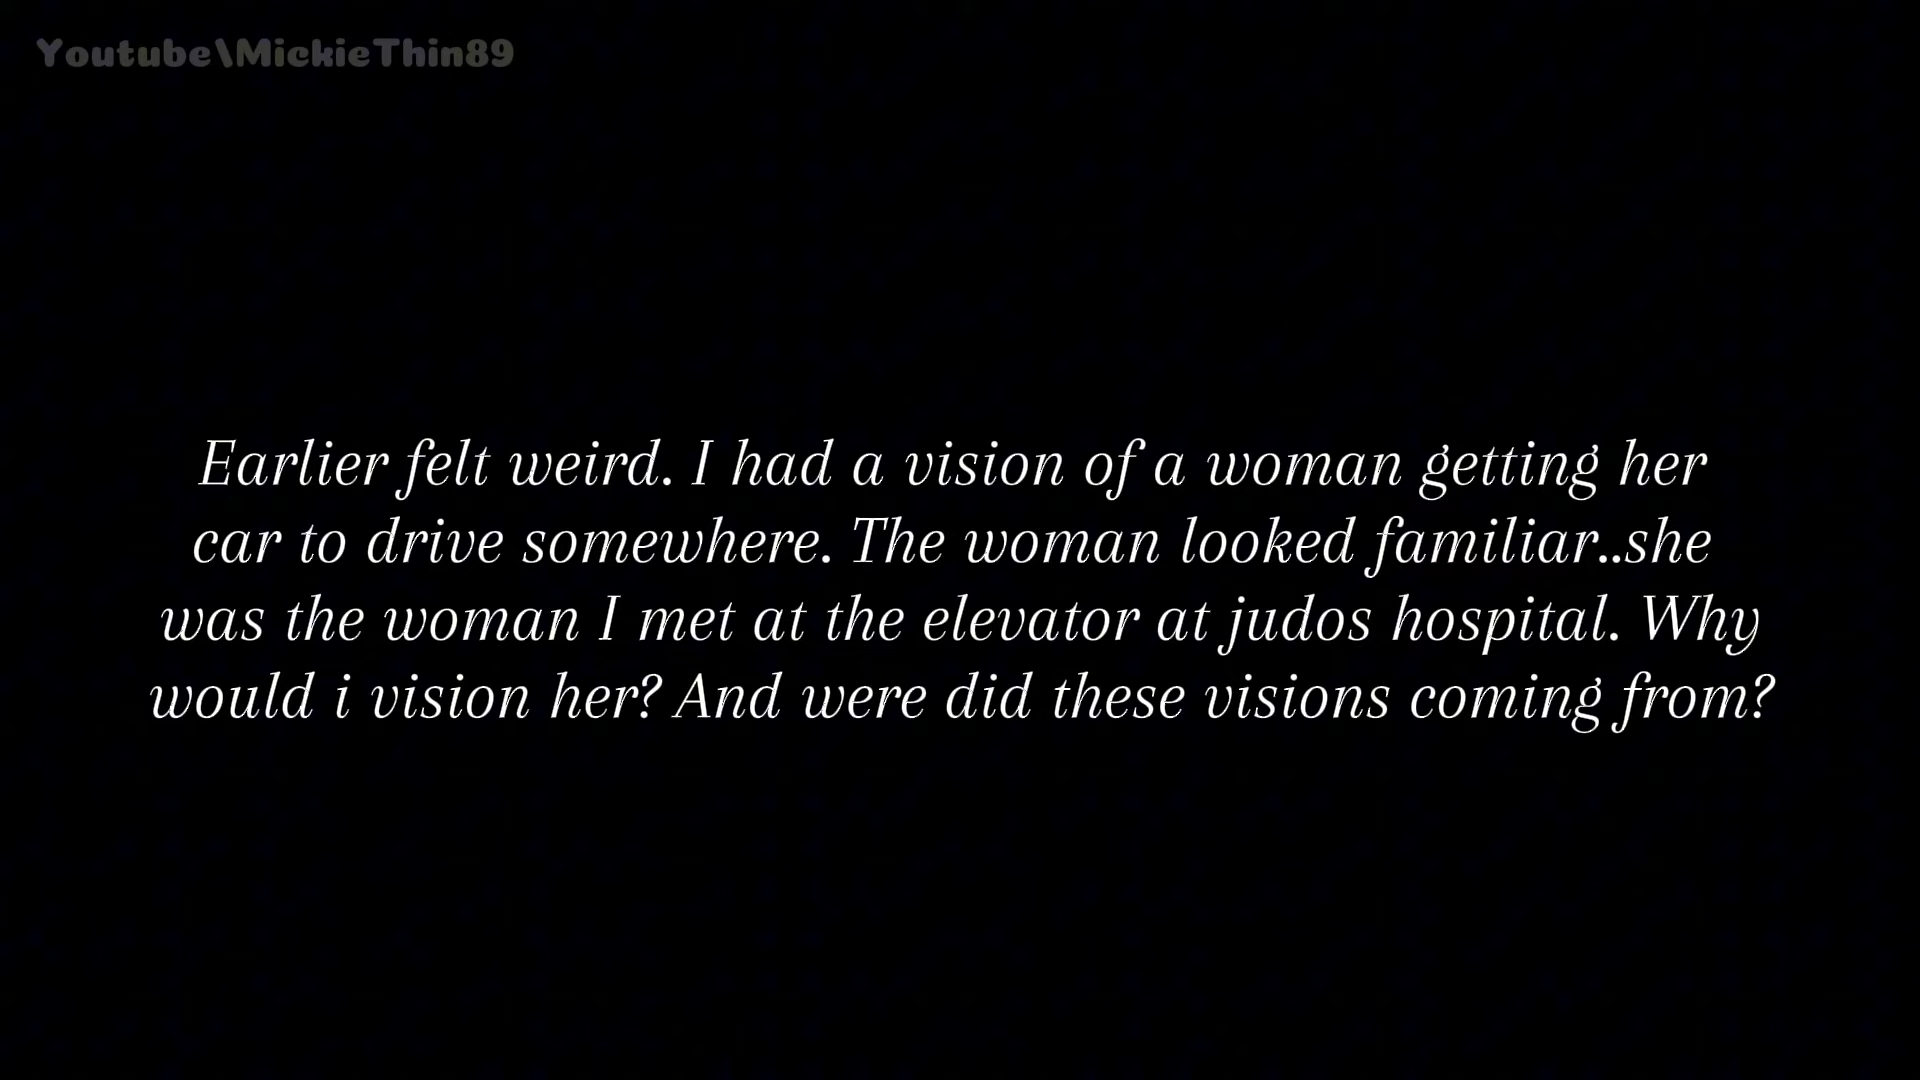 Youtube\MickieThin89
Earlier felt weird. I had a vision of a woman getting her
car to drive somewhere. The woman looked familiar..she
was the woman I met at the elevator at judos hospital. Why
would i vision her? And were did these visions coming from?